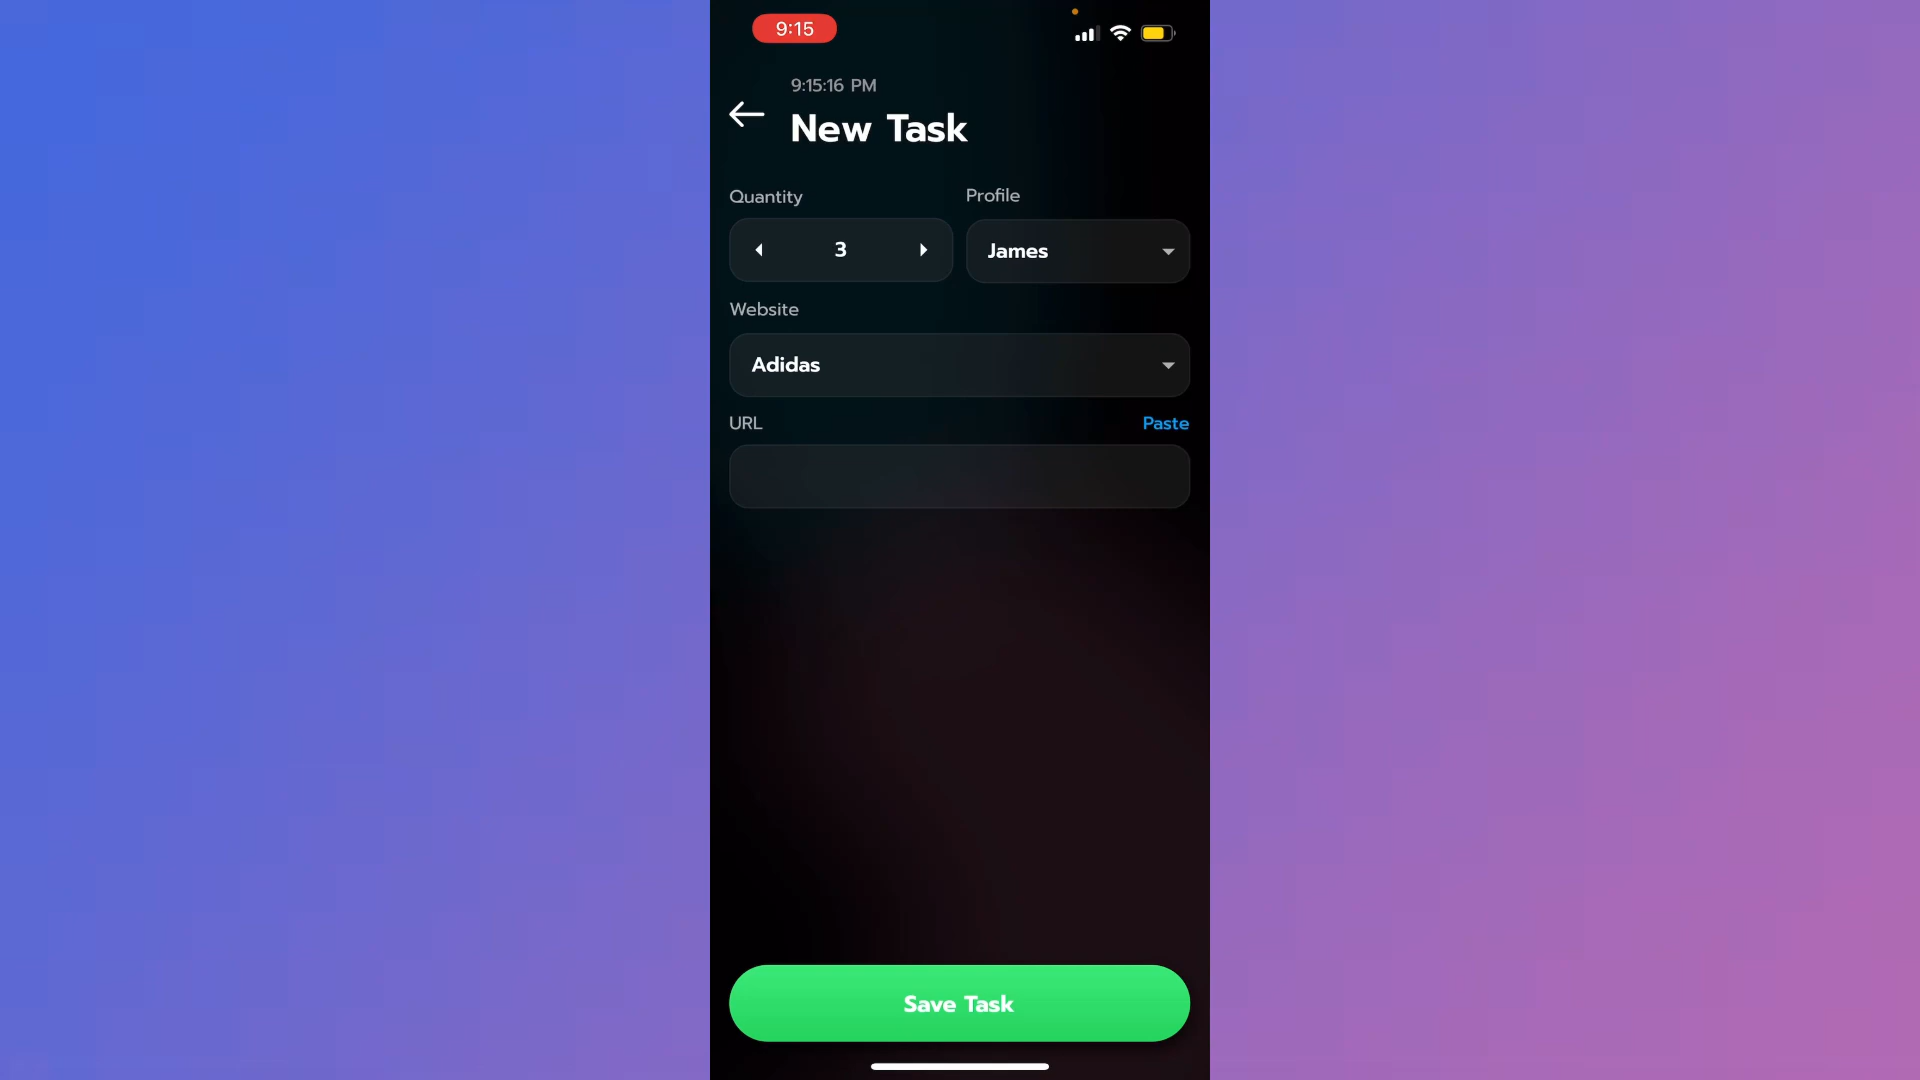 9:15
9:15:16 PM
New Task
Quantity
Profile
3
James
Website
Adidas
URL
Paste
Save Task